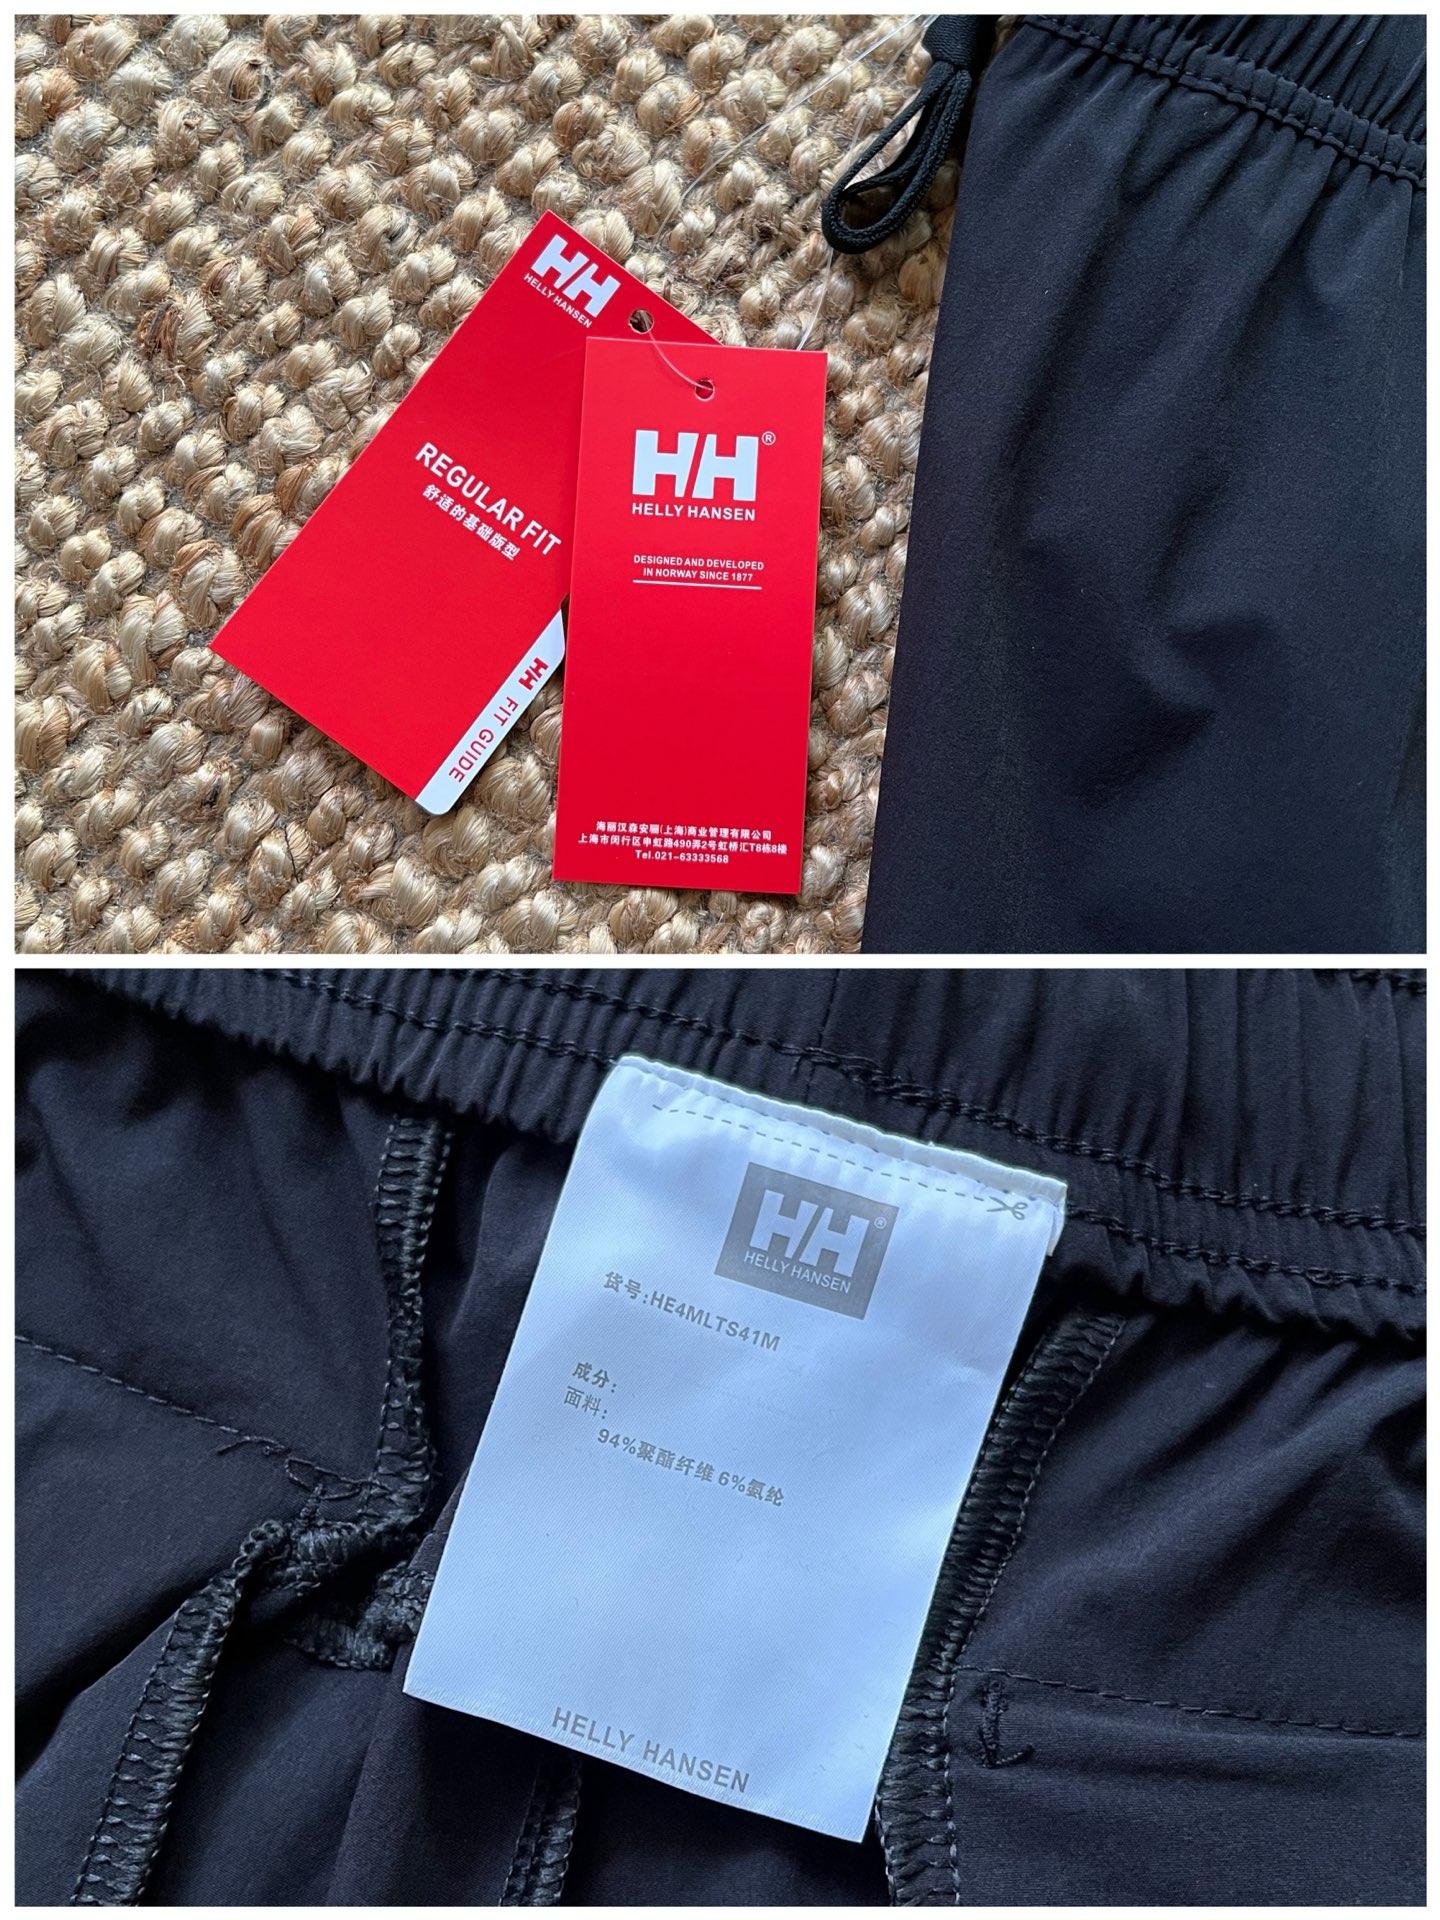 HH
HELLY HANSEN
REGULAR FIT
舒适的基础版型
HH FIT GUIDE
HH®
HELLY HANSEN
DESIGNED AND DEVELOPED
IN NORWAY SINCE 1877
海丽汉森安骊(上海)商业管理有限公司
上海市闵行区申虹路490弄2号虹桥汇T8栋8楼
Tel.021-63333568
HH®
HELLY HANSEN
货号:HE4MLTS41M
成分:
面料:
94%聚酯纤维 6%氨纶
HELLY HANSEN